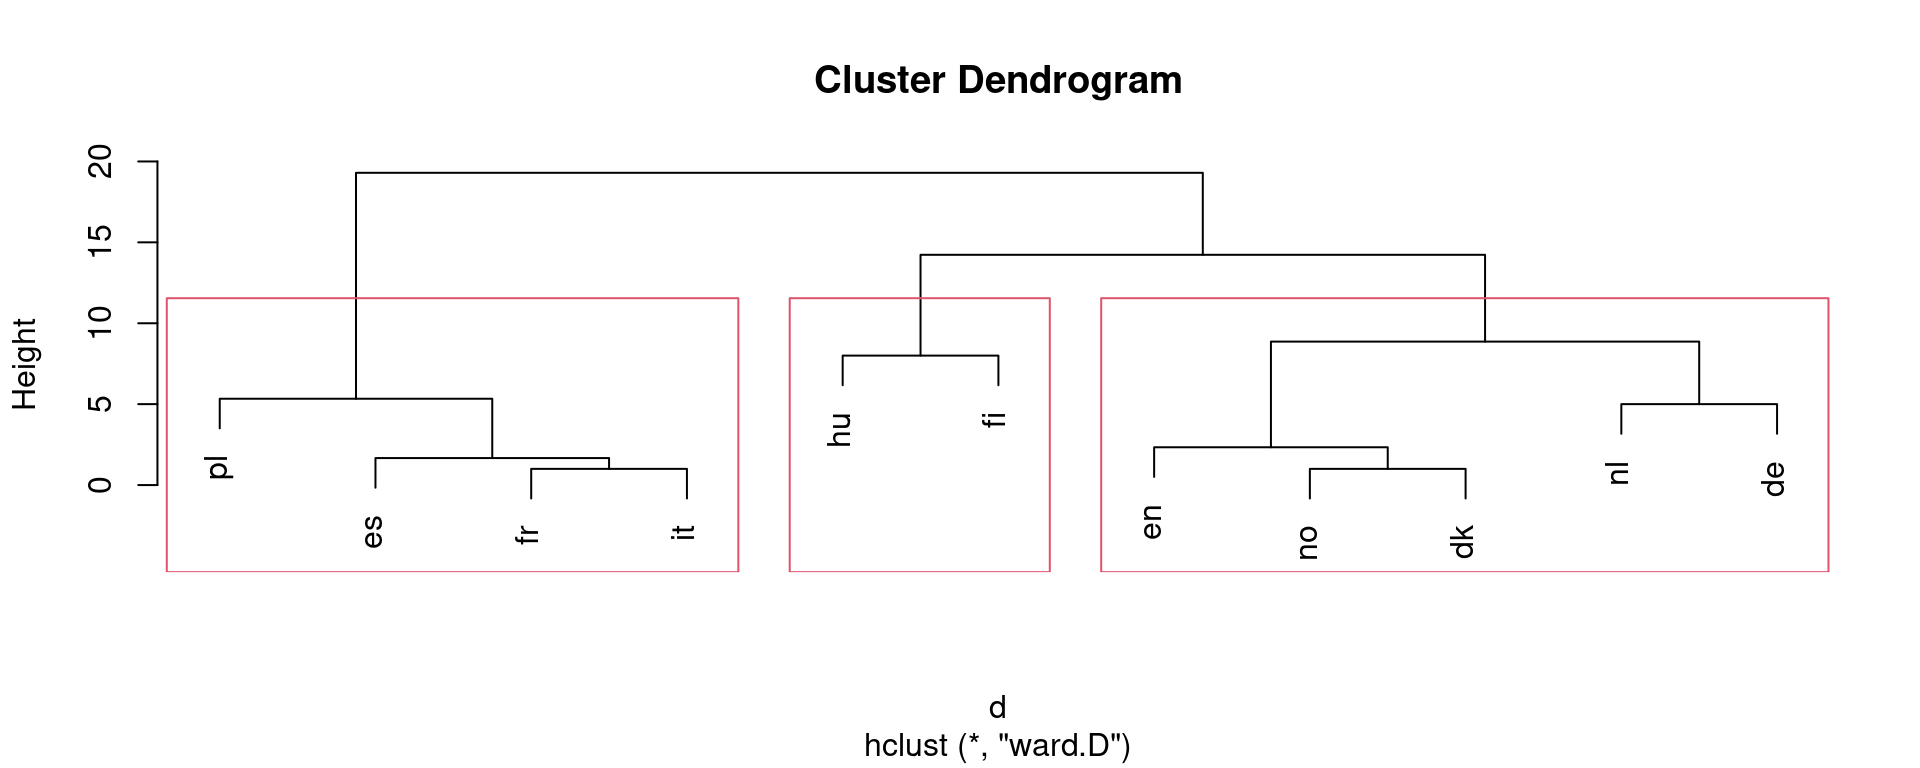 Cluster Dendrogram
Height
20
15
10
5
0
pl
es
fr
it
hu
fi
en
no
dk
nl
de
d
hclust (*, "ward.D")